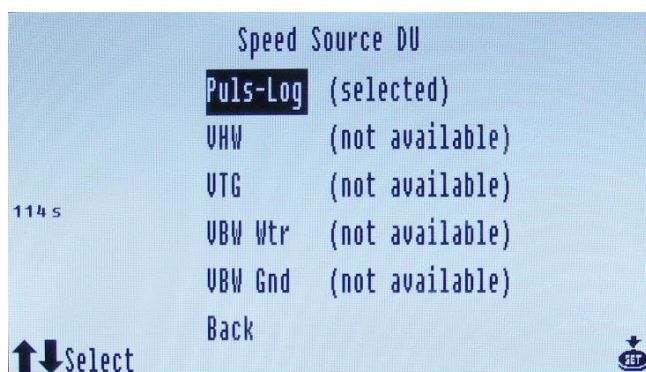 Speed Source DU
Puls-Log (selected)
VHW (not available)
VTG (not available)
114 s
VBW Wtr (not available)
VBW Gnd (not available)
Back
Select
SET